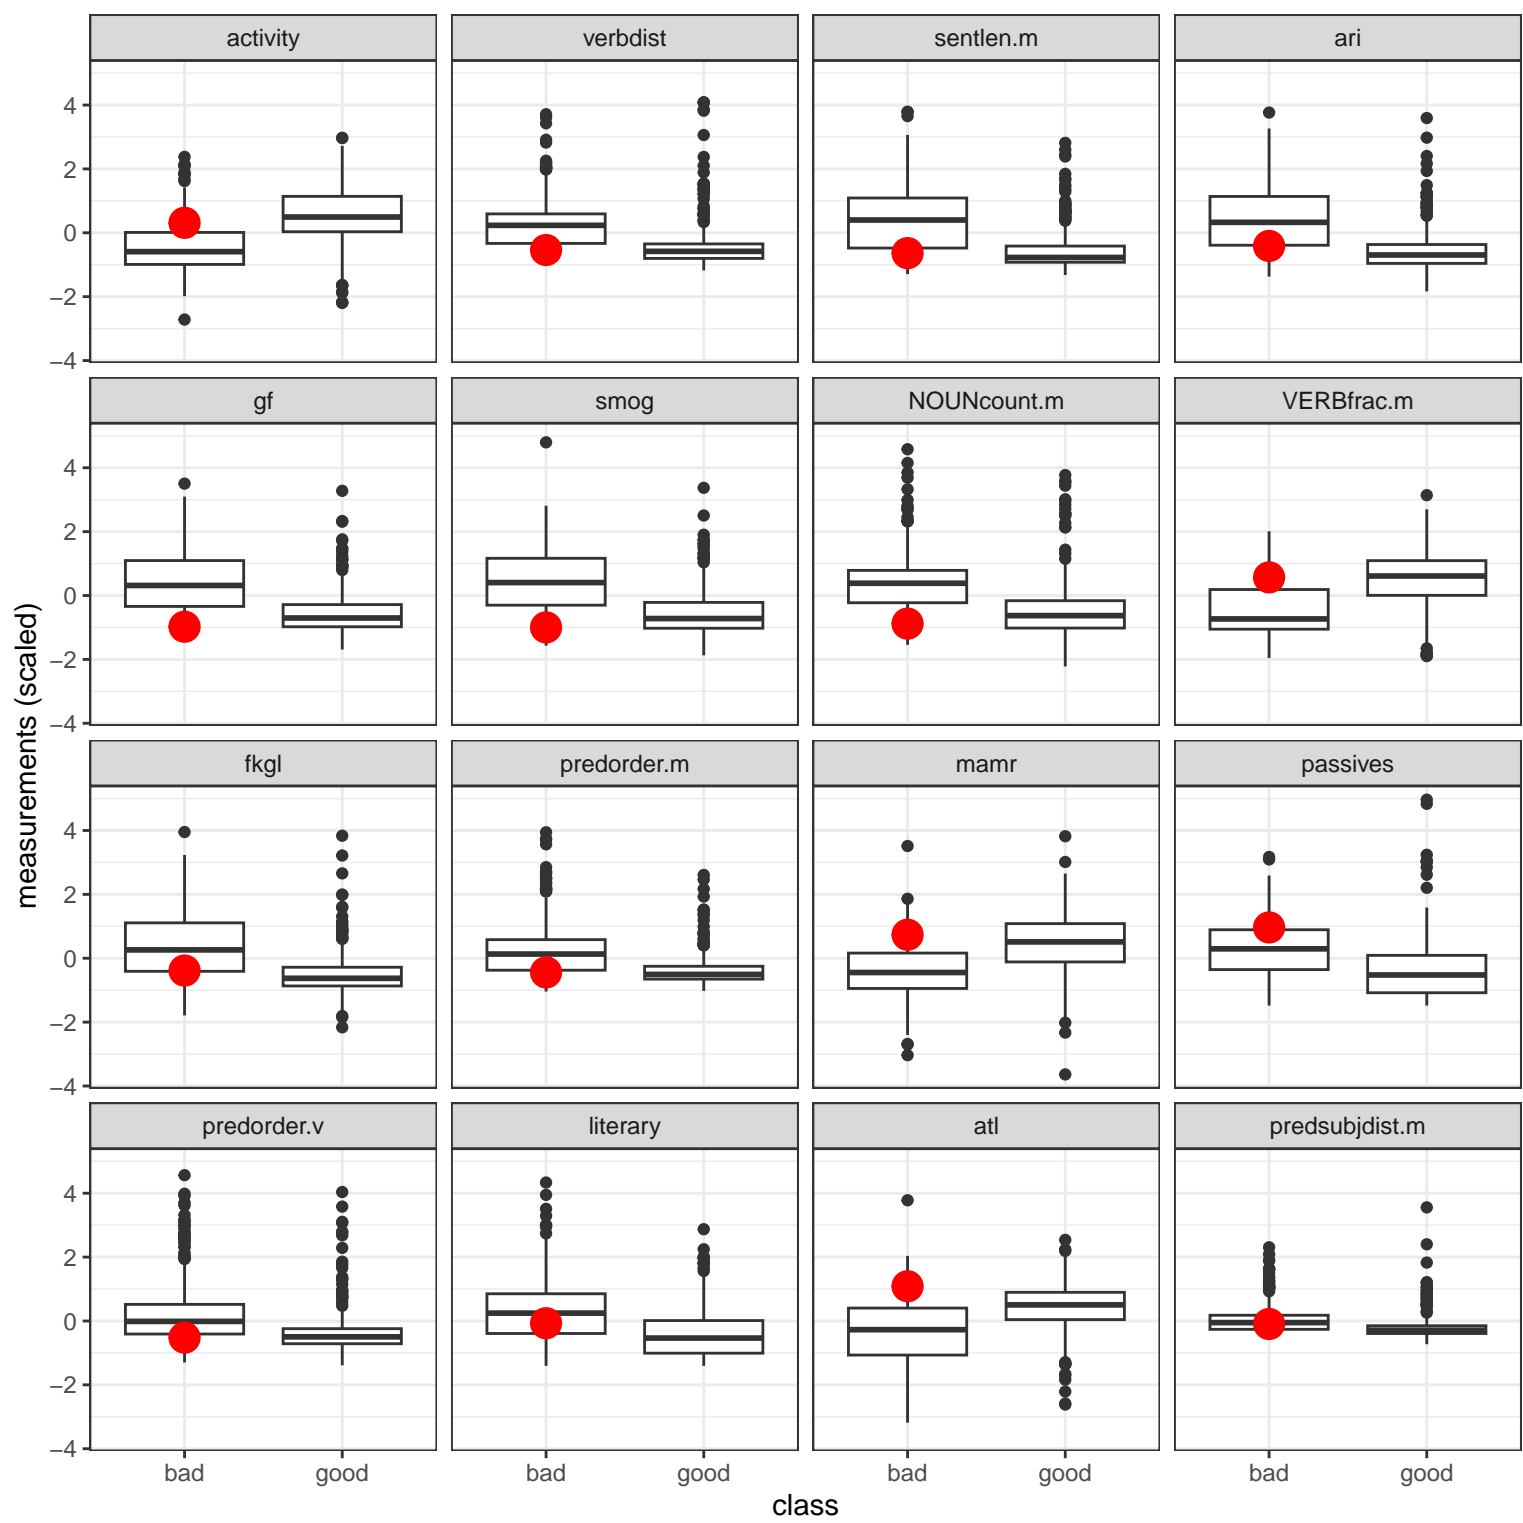 activity verbdist sentlen.m ari
4
2
0
−2
−4
gf smog NOUNcount.m VERBfrac.m
4
2
0
−2
−4
measurements (scaled)
fkgl predorder.m mamr passives
4
2
0
−2
−4
predorder.v literary atl predsubjdist.m
4
2
0
−2
−4
bad good bad good bad good bad good
class